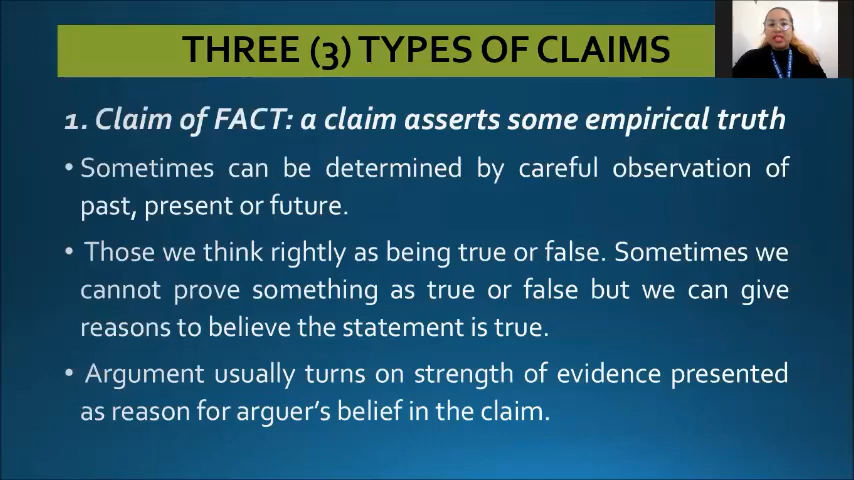 THREE (3) TYPES OF CLAIMS
1. Claim of FACT: a claim asserts some empirical truth
• Sometimes can be determined by careful observation of
past, present or future.
• Those we think rightly as being true or false. Sometimes we
cannot prove something as true or false but we can give
reasons to believe the statement is true.
• Argument usually turns on strength of evidence presented
as reason for arguer's belief in the claim.